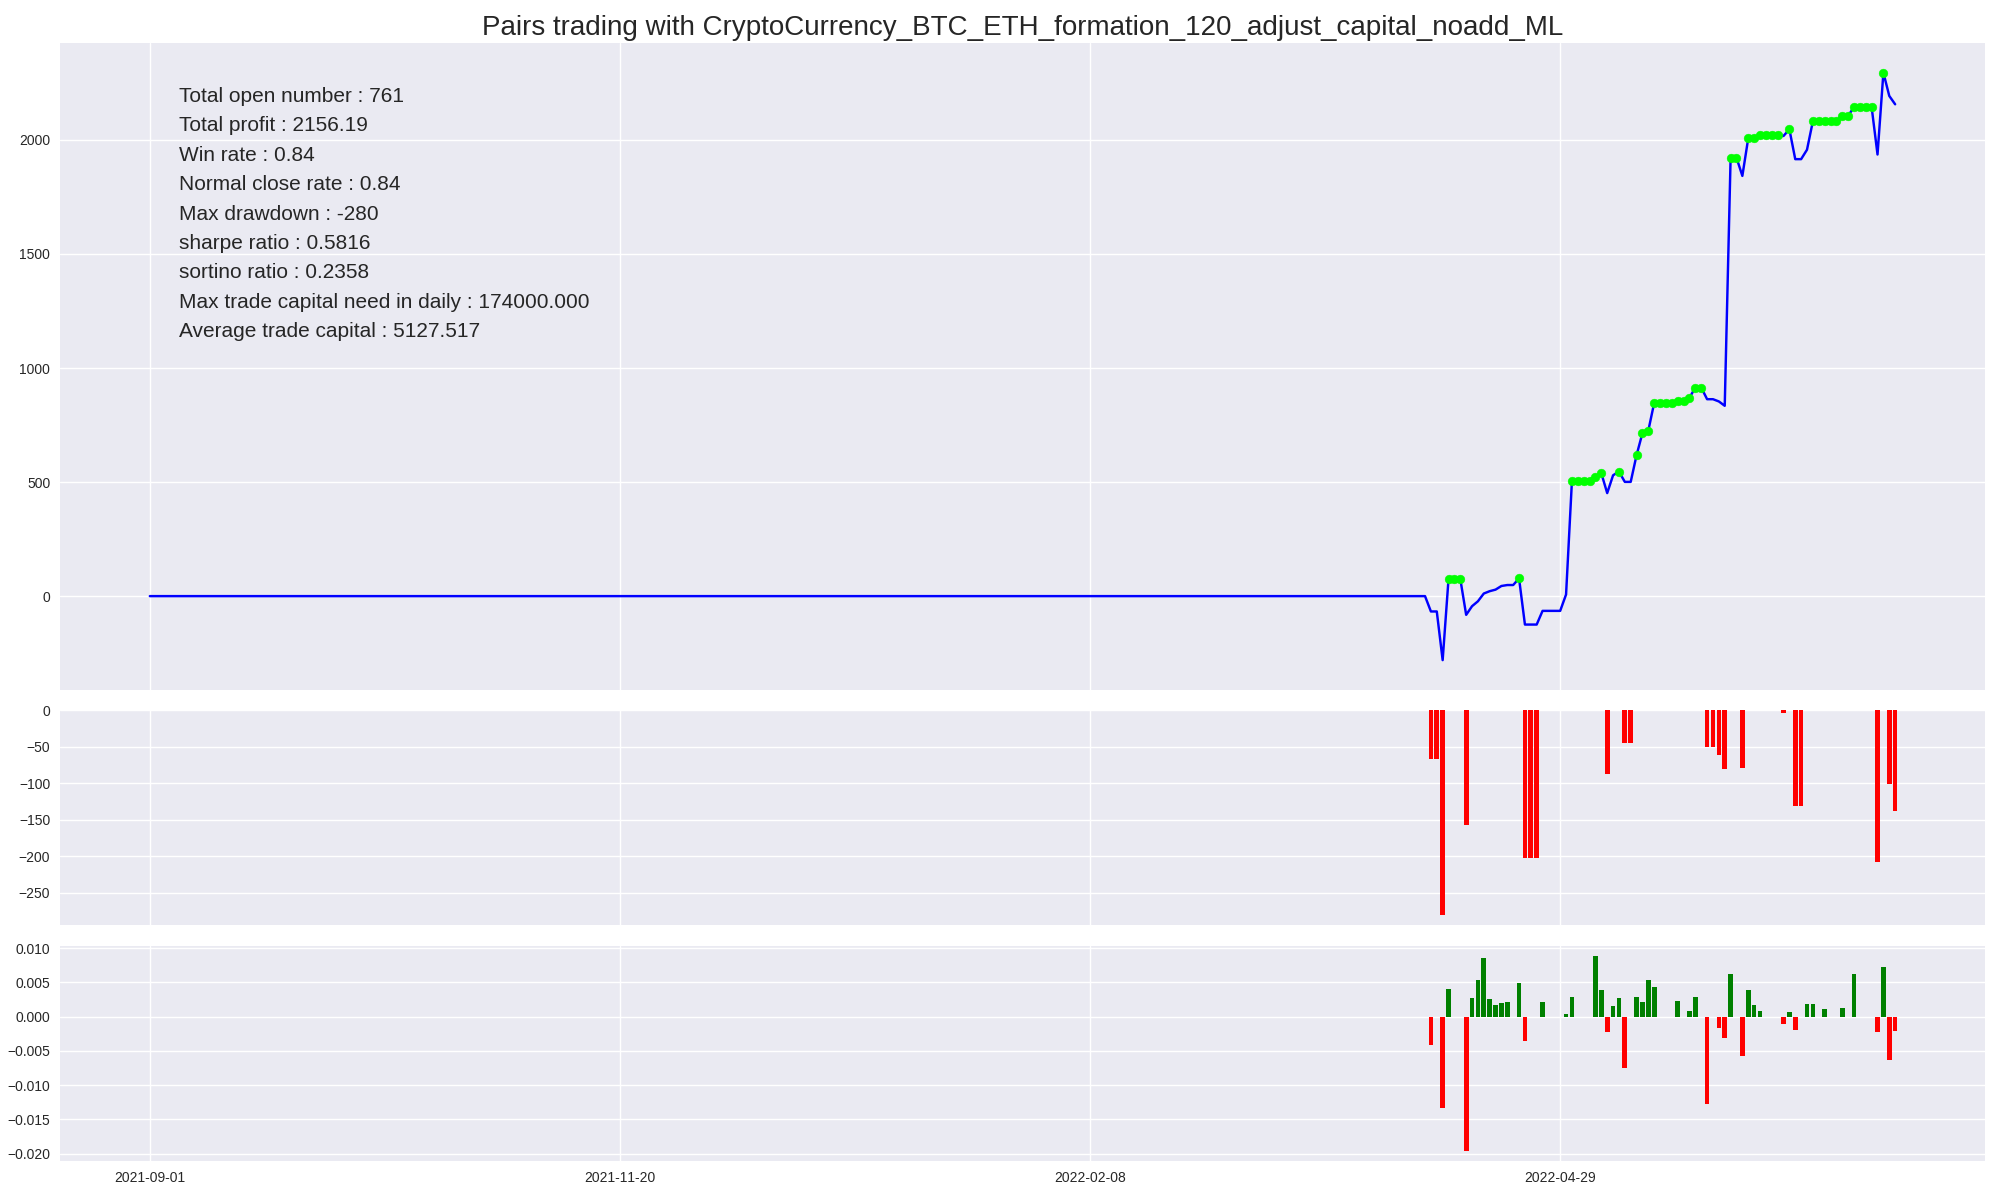 Pairs trading with CryptoCurrency_BTC_ETH_formation_120_adjust_capital_noadd_ML
Total open number : 761
Total profit : 2156.19
Win rate : 0.84
Normal close rate : 0.84
Max drawdown : -280
sharpe ratio : 0.5816
sortino ratio : 0.2358
Max trade capital need in daily : 174000.000
Average trade capital : 5127.517
2000
1500
1000
500
0
0
−50
−100
−150
−200
−250
0.010
0.005
0.000
−0.005
−0.010
−0.015
−0.020
2021-09-01 2021-11-20 2022-02-08 2022-04-29